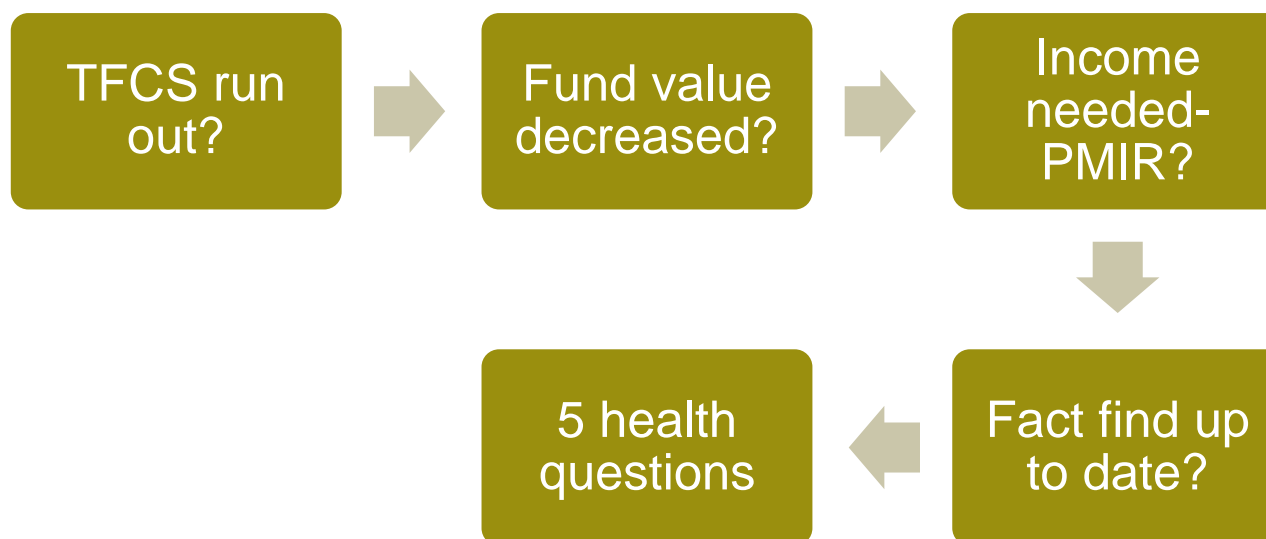 TFCS run
out?
Fund value
decreased?
Income
needed-
PMIR?
Fact find up
to date?
5 health
questions